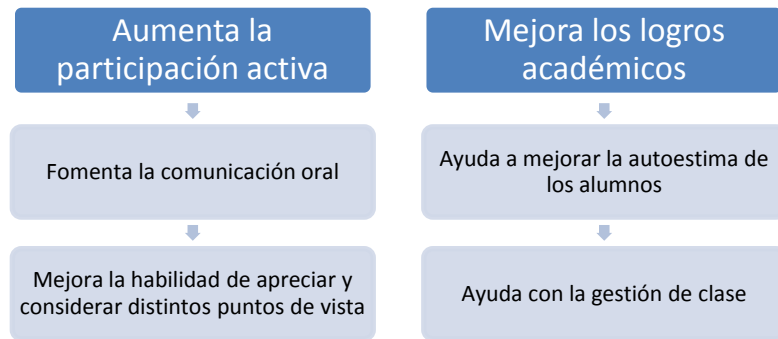 Aumenta la
participación activa
Fomenta la comunicación oral
Mejora la habilidad de apreciar y
considerar distintos puntos de vista
Mejora los logros
académicos
Ayuda a mejorar la autoestima de
los alumnos
Ayuda con la gestión de clase